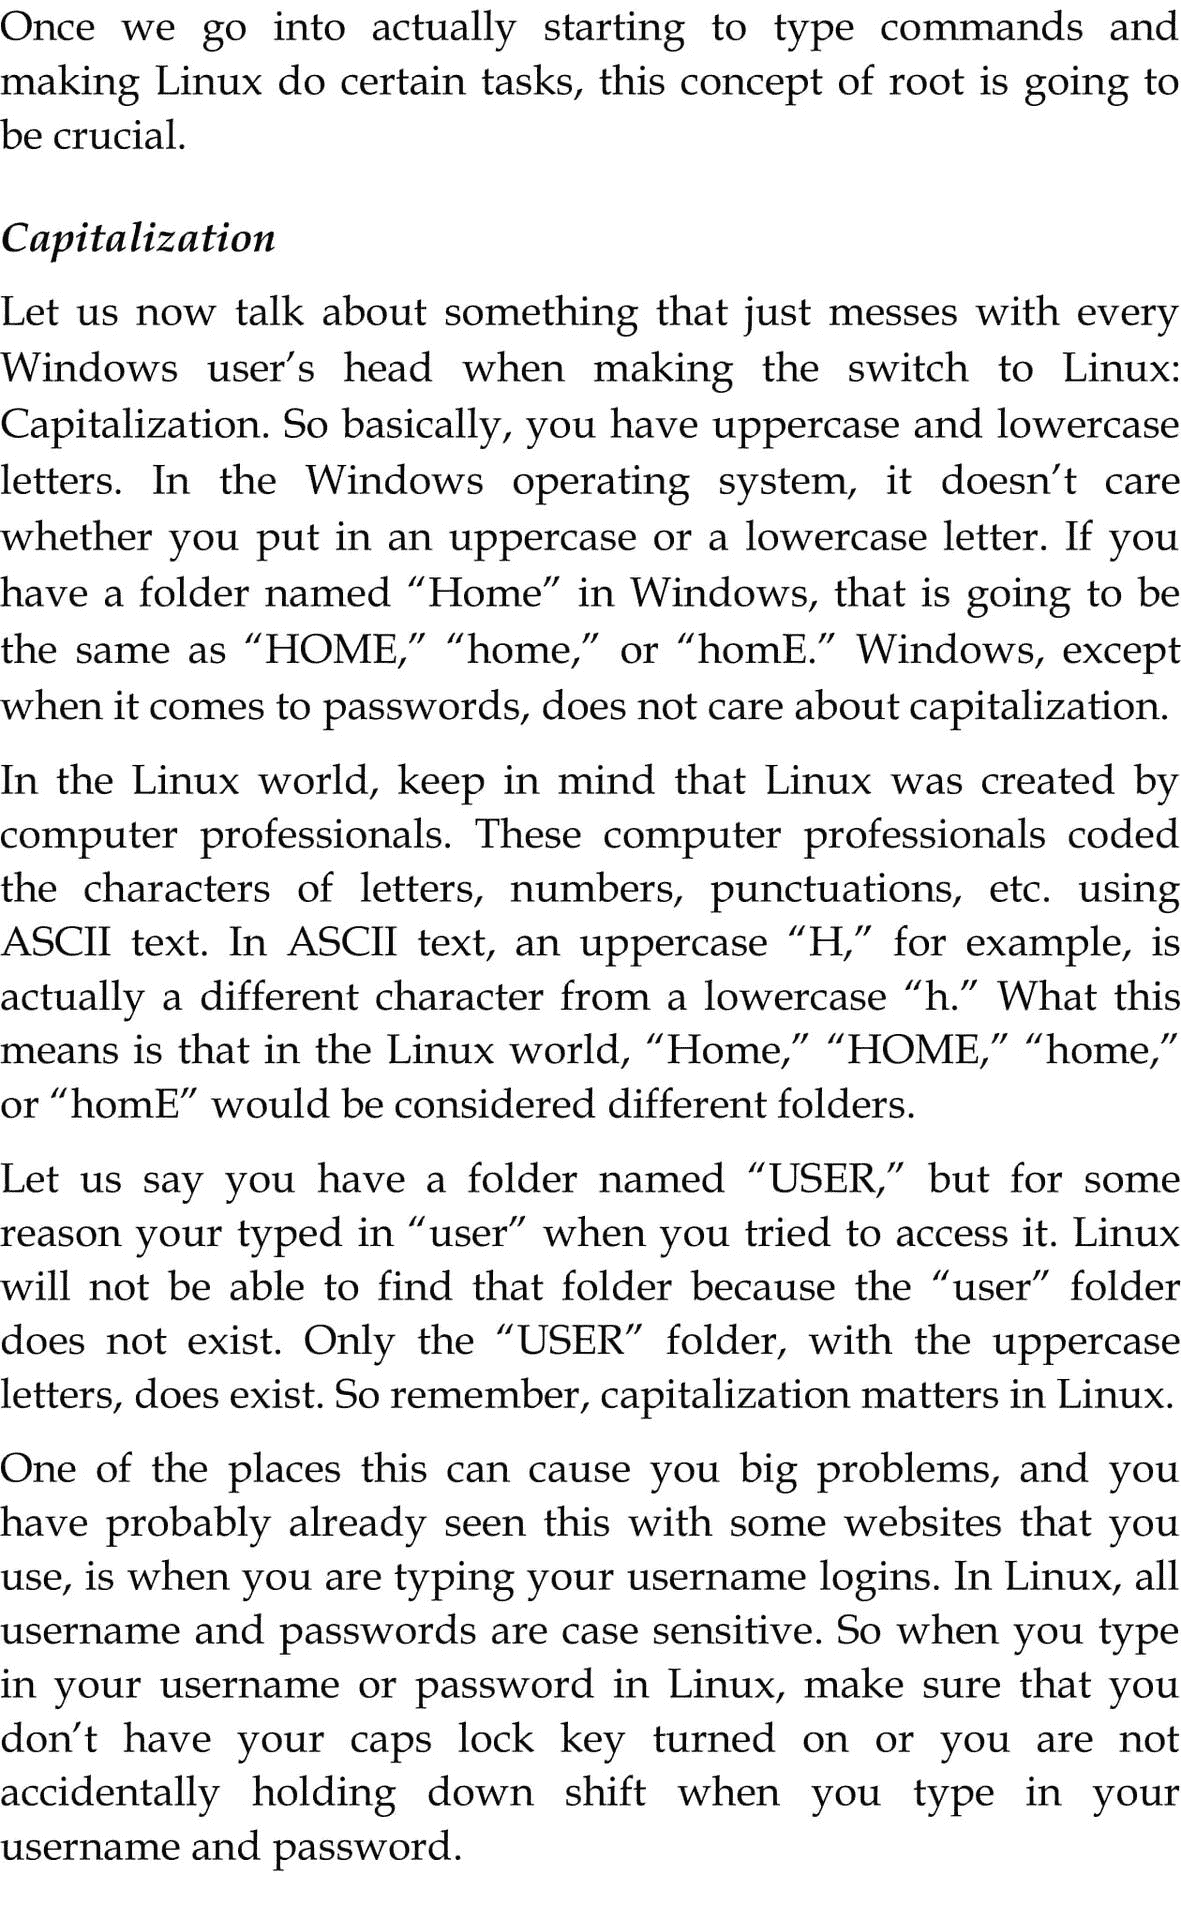 Once we go into actually starting to type commands and
making Linux do certain tasks, this concept of root is going to
be crucial.
Capitalization
Let us now talk about something that just messes with every
Windows user’s head when making the switch to Linux:
Capitalization. So basically, you have uppercase and lowercase
letters. In the Windows operating system, it doesn’t care
whether you put in an uppercase or a lowercase letter. If you
have a folder named “Home” in Windows, that is going to be
the same as “HOME,” “home,” or “homE.” Windows, except
when it comes to passwords, does not care about capitalization.
In the Linux world, keep in mind that Linux was created by
computer professionals. These computer professionals coded
the characters of letters, numbers, punctuations, etc. using
ASCII text. In ASCII text, an uppercase “H,” for example, is
actually a different character from a lowercase “h.” What this
means is that in the Linux world, “Home,” “HOME,” “home,”
or “homE” would be considered different folders.
Let us say you have a folder named “USER,” but for some
reason your typed in “user” when you tried to access it. Linux
will not be able to find that folder because the “user” folder
does not exist. Only the “USER” folder, with the uppercase
letters, does exist. So remember, capitalization matters in Linux.
One of the places this can cause you big problems, and you
have probably already seen this with some websites that you
use, is when you are typing your username logins. In Linux, all
username and passwords are case sensitive. So when you type
in your username or password in Linux, make sure that you
don’t have your caps lock key turned on or you are not
accidentally holding down shift when you type in your
username and password.